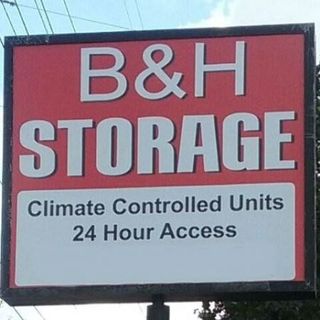 B&H
STORAGE
Climate Controlled Units
24 Hour Access